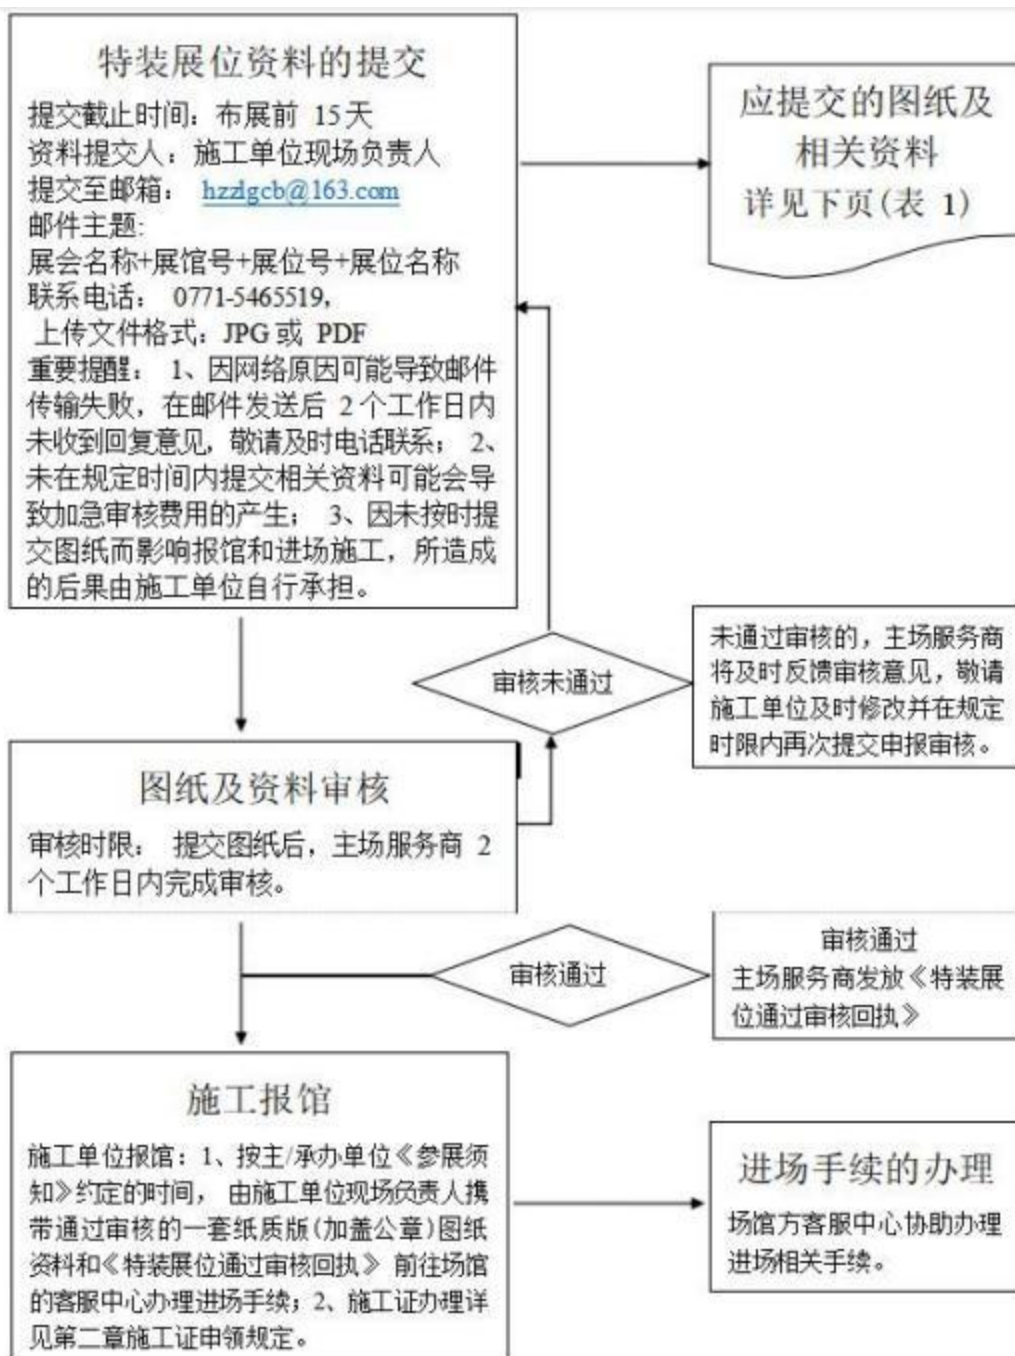 特装展位资料的提交
提交截止时间：布展前 15天
资料提交人：施工单位现场负责人
提交至邮箱： hzzlgcb@163.com
邮件主题:
展会名称+展馆号+展位号+展位名称
联系电话： 0771-5465519,
上传文件格式：JPG 或 PDF
重要提醒： 1、因网络原因可能导致邮件
传输失败，在邮件发送后 2 个工作日内
未收到回复意见，敬请及时电话联系； 2、
未在规定时间内提交相关资料可能会导
致加急审核费用的产生； 3、因未按时提
交图纸而影响报馆和进场施工，所造成
的后果由施工单位自行承担。
应提交的图纸及
相关资料
详见下页(表 1)
审核未通过
未通过审核的，主场服务商
将及时反馈审核意见，敬请
施工单位及时修改并在规定
时限内再次提交申报审核。
图纸及资料审核
审核时限： 提交图纸后，主场服务商 2
个工作日内完成审核。
审核通过
审核通过
主场服务商发放《特装展
位通过审核回执》
施工报馆
施工单位报馆：1、按主/承办单位《参展须
知》约定的时间， 由施工单位现场负责人携
带通过审核的一套纸质版(加盖公章)图纸
资料和《特装展位通过审核回执》 前往场馆
的客服中心办理进场手续；2、施工证办理详
见第二章施工证申领规定。
进场手续的办理
场馆方客服中心协助办理
进场相关手续。